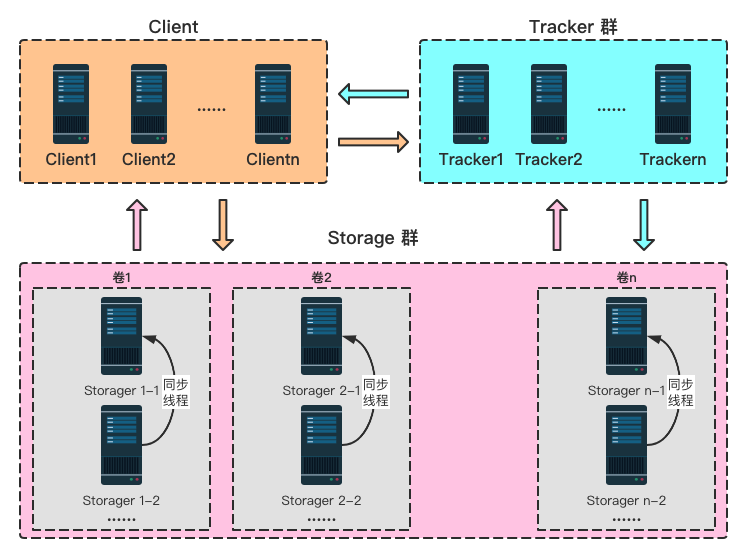 Client
Tracker 群
......
......
Client1
Client2
Clientn
Tracker1
Tracker2
Trackern
Storage 群
卷1
卷2
卷n
Storager 1-1
同步
线程
Storager 2-1
同步
线程
Storager n-1
同步
线程
Storager 1-2
Storager 2-2
Storager n-2
......
......
......